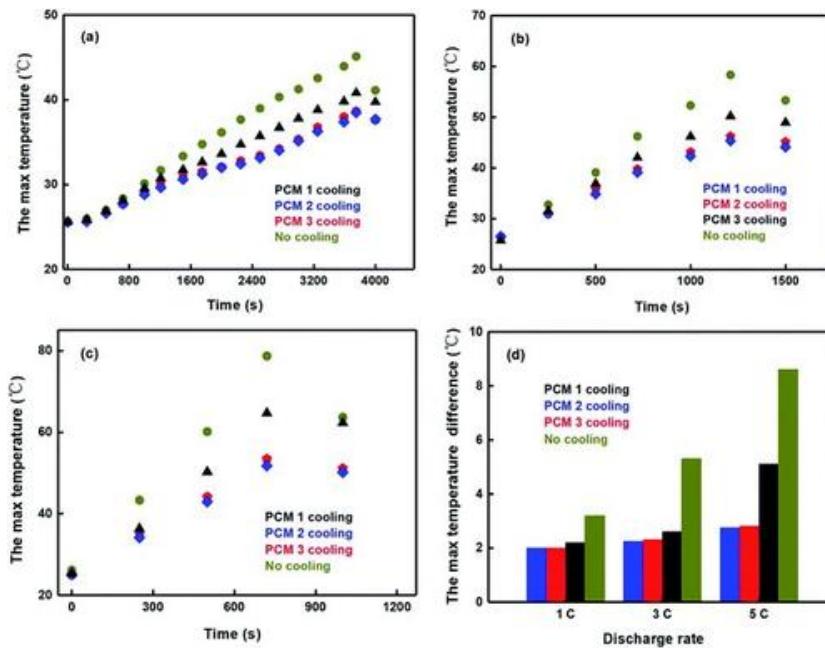 (a)
The max temperature (℃)
50
40
30
20
PCM 1 cooling
PCM 2 cooling
PCM 3 cooling
No cooling
0 800 1600 2400 3200 4000
Time (s)
(b)
The max temperature (℃)
70
60
50
40
30
20
PCM 1 cooling
PCM 2 cooling
PCM 3 cooling
No cooling
0 500 1000 1500
Time (s)
(c)
The max temperature (℃)
80
60
40
20
PCM 1 cooling
PCM 2 cooling
PCM 3 cooling
No cooling
0 300 600 900 1200
Time (s)
(d)
The max temperature difference (℃)
10
8
6
4
2
0
PCM 1 cooling
PCM 2 cooling
PCM 3 cooling
No cooling
1 C 3 C 5 C
Discharge rate